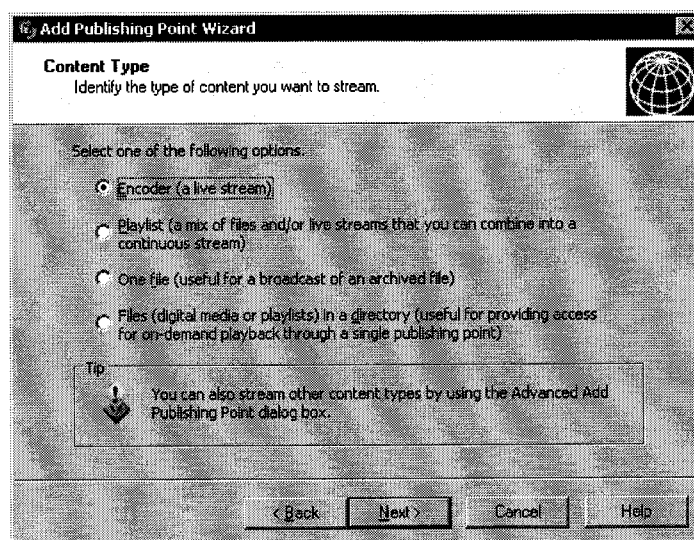 Add Publishing Point Wizard
Content Type
Identify the type of content you want to stream.
Select one of the following options.
Encoder (a live stream)
Playlist (a mix of files and/or live streams that you can combine into a
continuous stream)
One file (useful for a broadcast of an archived file)
Files (digital media or playlists) in a directory (useful for providing access
for on-demand playback through a single publishing point)
Tip
You can also stream other content types by using the Advanced Add
Publishing Point dialog box.
< Back
Next >
Cancel
Help